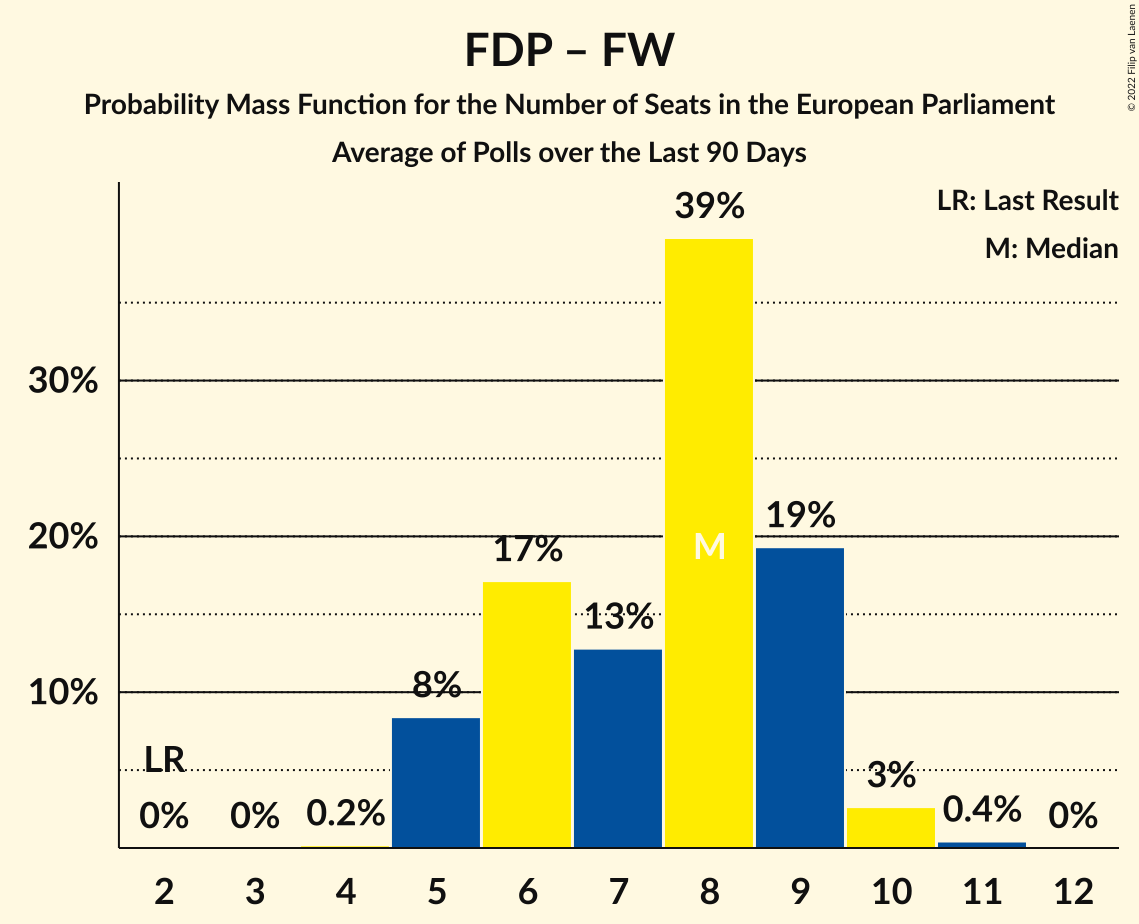 FDP – FW
Probability Mass Function for the Number of Seats in the European Parliament
Average of Polls over the Last 90 Days
© 2022 Filip van Laenen
LR: Last Result
M: Median
39%
30%
20%
19%
17%
M
13%
10%
8%
LR
3%
0%
0%
0.2%
0.4%
0%
2 3 4 5 6 7 8 9 10 11 12